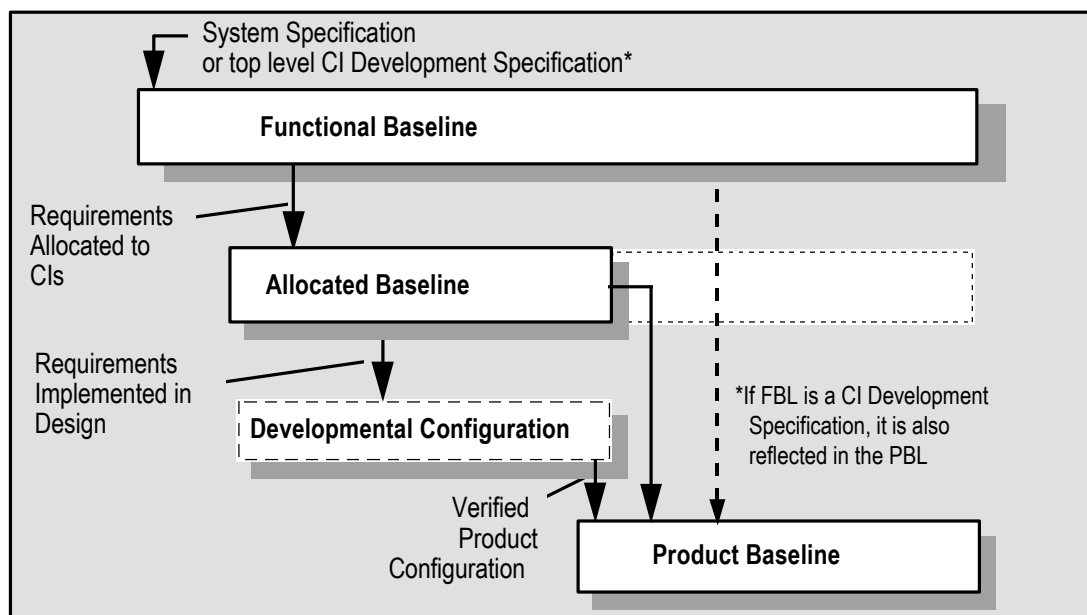 System Specification
or top level CI Development Specification*
Functional Baseline
Requirements
Allocated to
CIs
Allocated Baseline
Requirements
Implemented in
Design
Developmental Configuration
*If FBL is a CI Development
Specification, it is also
reflected in the PBL
Verified
Product
Configuration
Product Baseline